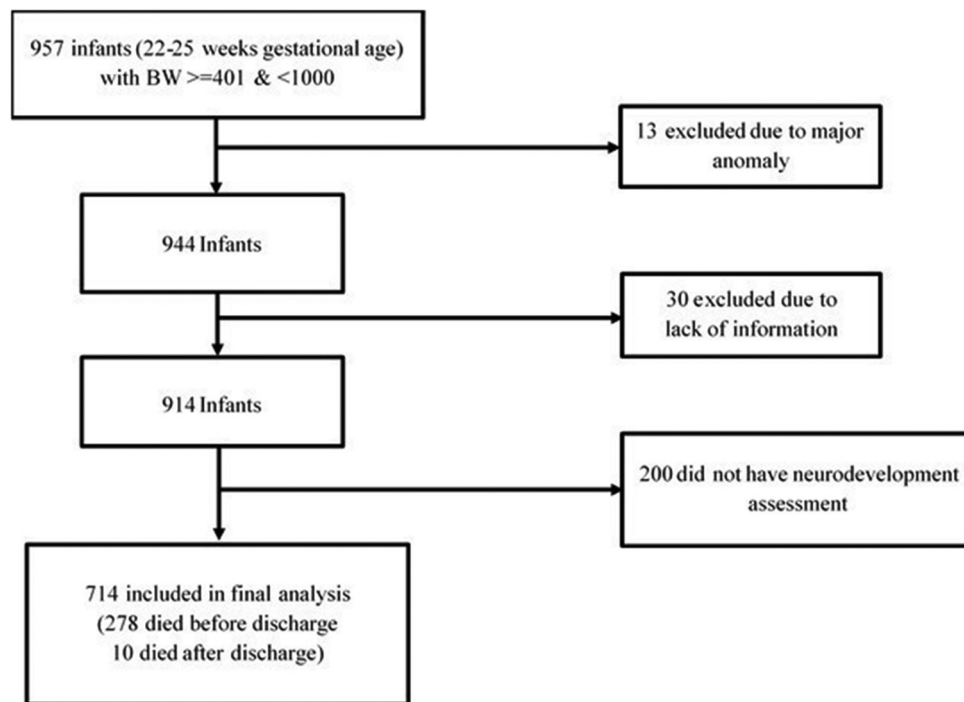 957 infants (22-25 weeks gestational age)
with BW >=401 & <1000
13 excluded due to major
anomaly
944 Infants
30 excluded due to
lack of information
914 Infants
200 did not have neurodevelopment
assessment
714 included in final analysis
(278 died before discharge
10 died after discharge)